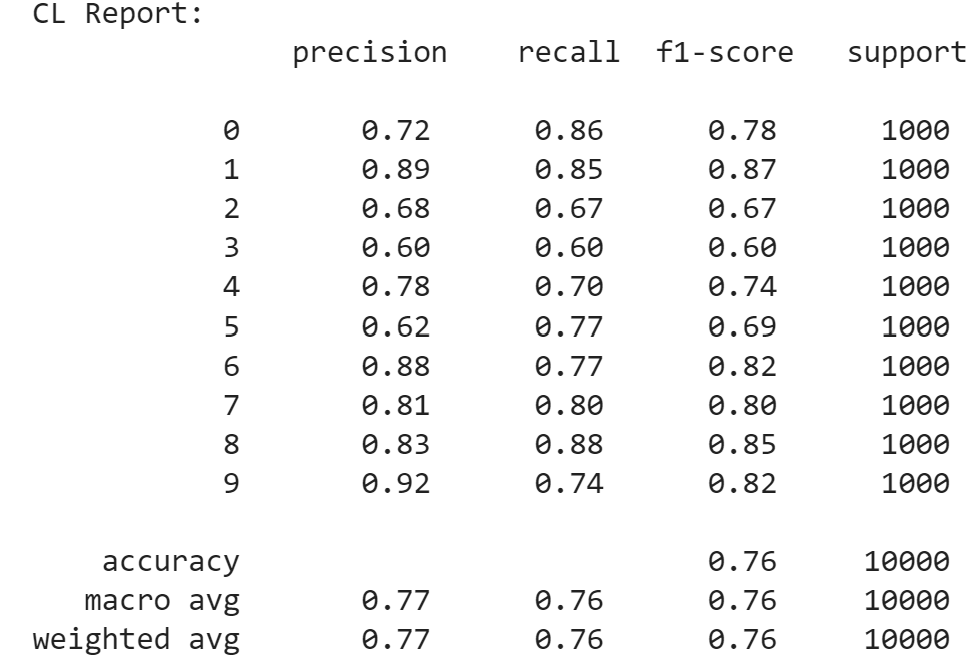 CL Report:
precision recall f1-score support
0 0.72 0.86 0.78 1000
1 0.89 0.85 0.87 1000
2 0.68 0.67 0.67 1000
3 0.60 0.60 0.60 1000
4 0.78 0.70 0.74 1000
5 0.62 0.77 0.69 1000
6 0.88 0.77 0.82 1000
7 0.81 0.80 0.80 1000
8 0.83 0.88 0.85 1000
9 0.92 0.74 0.82 1000
accuracy 0.76 10000
macro avg 0.77 0.76 0.76 10000
weighted avg 0.77 0.76 0.76 10000